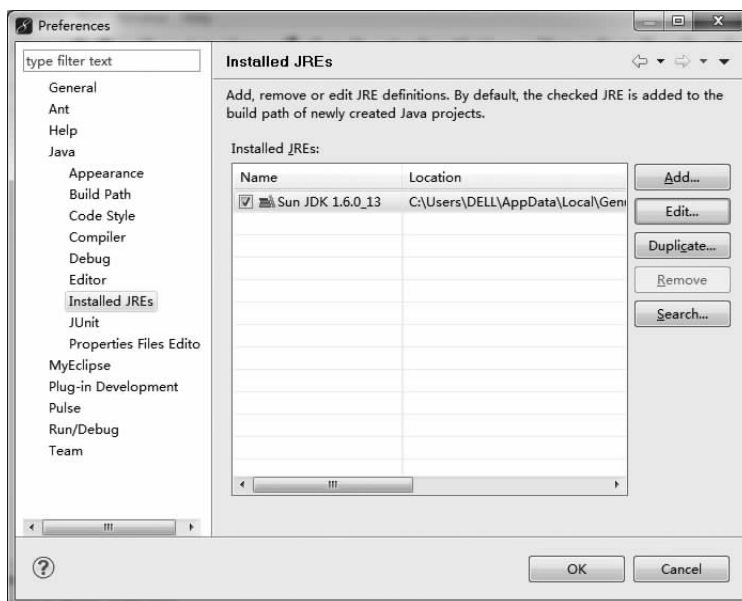 Preferences
type filter text
General
Ant
Help
Java
Appearance
Build Path
Code Style
Compiler
Debug
Editor
Installed JREs
JUnit
Properties Files Edito
MyEclipse
Plug-in Development
Pulse
Run/Debug
Team
Installed JREs
Add, remove or edit JRE definitions. By default, the checked JRE is added to the
build path of newly created Java projects.
Installed JREs:
Name Location
Sun JDK 1.6.0_13 C:\Users\DELL\AppData\Local\Gen
Add...
Edit...
Duplicate...
Remove
Search...
OK Cancel